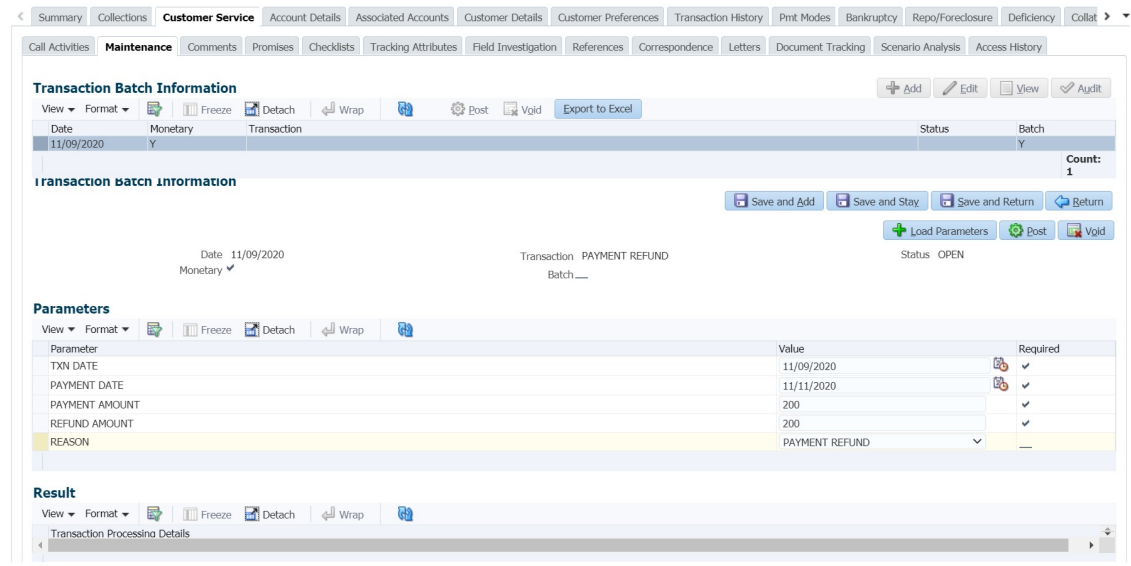 Summary Collections Customer Service Account Details Associated Accounts Customer Details Customer Preferences Transaction History Pmt Modes Bankruptcy Repo/Foreclosure Deficiency Collat
Call Activities Maintenance Comments Promises Checklists Tracking Attributes Field Investigation References Correspondence Letters Document Tracking Scenario Analysis Access History
Transaction Batch Information Add Edit View Audit
View Format Freeze Detach Wrap Post Void Export to Excel
Date Monetary Transaction Status Batch
11/09/2020 Y Y
Count:
1
Transaction Batch Information
Save and Add Save and Stay Save and Return Return
Load Parameters Post Void
Date 11/09/2020 Transaction PAYMENT REFUND Status OPEN
Monetary Batch
Parameters
View Format Freeze Detach Wrap
Parameter Value Required
TXN DATE 11/09/2020
PAYMENT DATE 11/11/2020
PAYMENT AMOUNT 200
REFUND AMOUNT 200
REASON PAYMENT REFUND
Result
View Format Freeze Detach Wrap
Transaction Processing Details